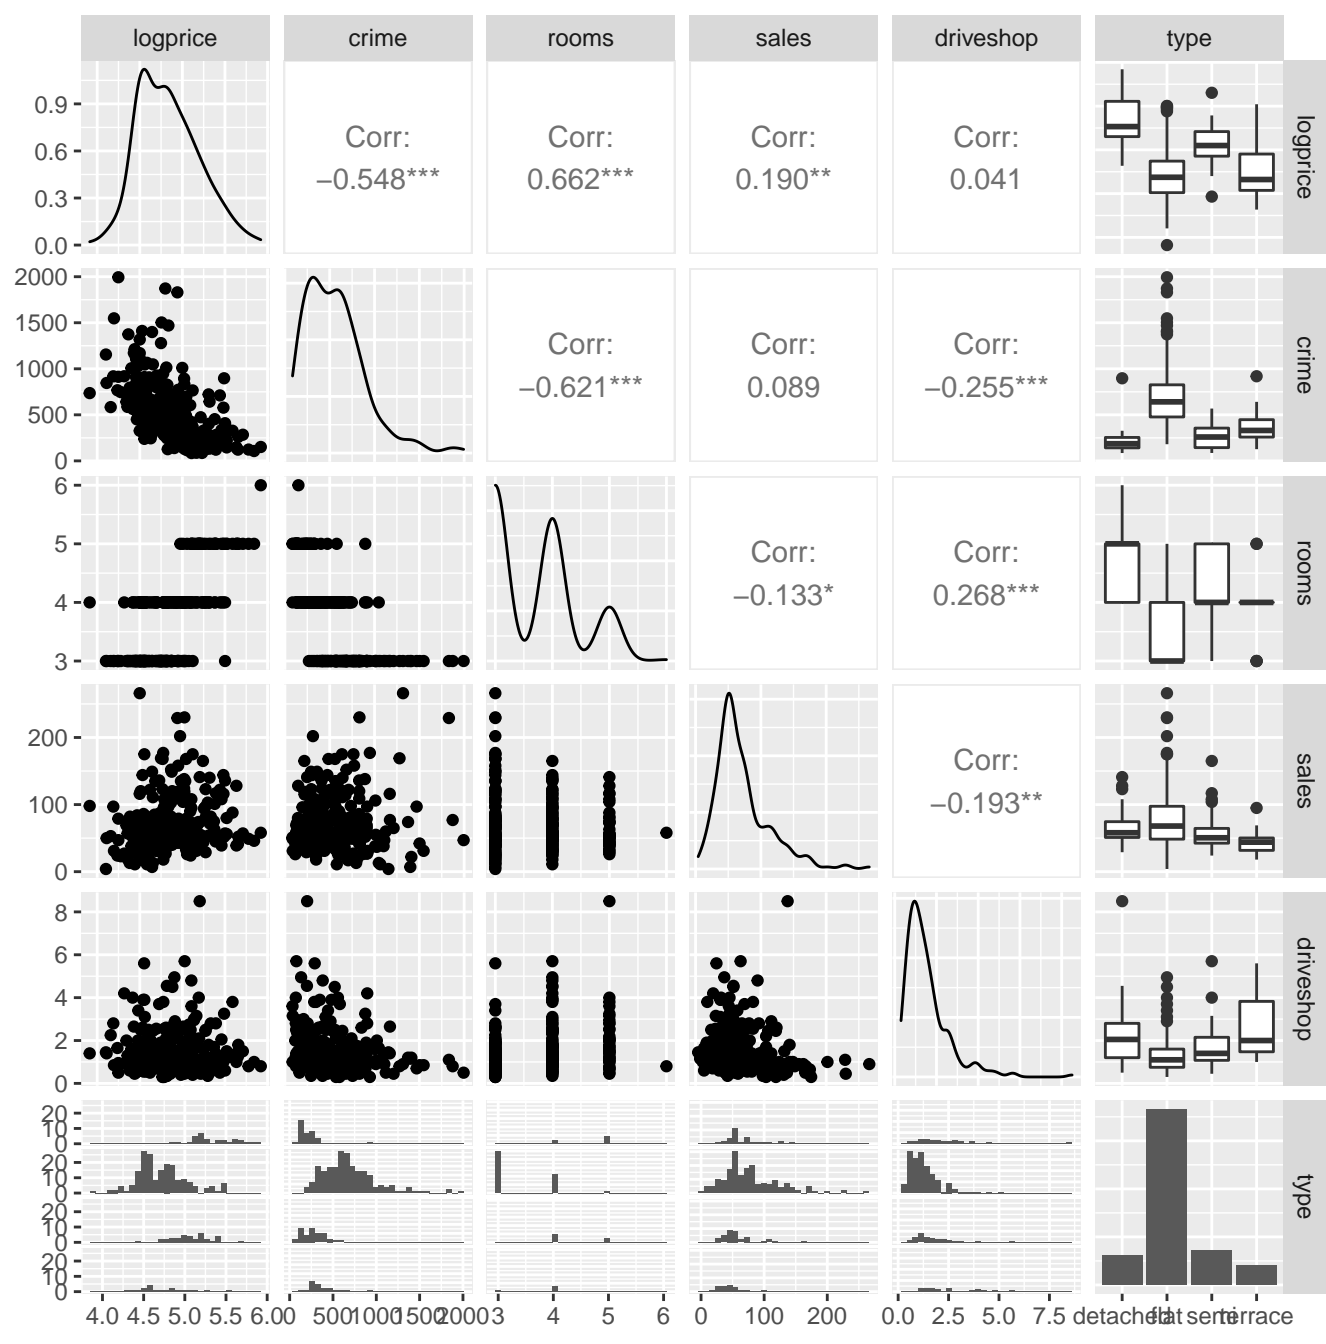 logprice crime rooms sales driveshop type
0.9
0.6
0.3
0.0
Corr:
−0.548***
Corr:
0.662***
Corr:
0.190**
Corr:
0.041
logprice
2000
1500
1000
500
0
Corr:
−0.621***
Corr:
0.089
Corr:
−0.255***
crime
6
5
4
3
Corr:
−0.133*
Corr:
0.268***
rooms
200
100
0
Corr:
−0.193**
sales
8
6
4
2
0
driveshop
20
10
0
20
10
0
20
10
0
20
10
0
type
4.0 4.5 5.0 5.5 6.0
0 500 1000 1500 2000
3 4 5 6
0 100 200
0.0 2.5 5.0 7.5
detached flat semi terrace